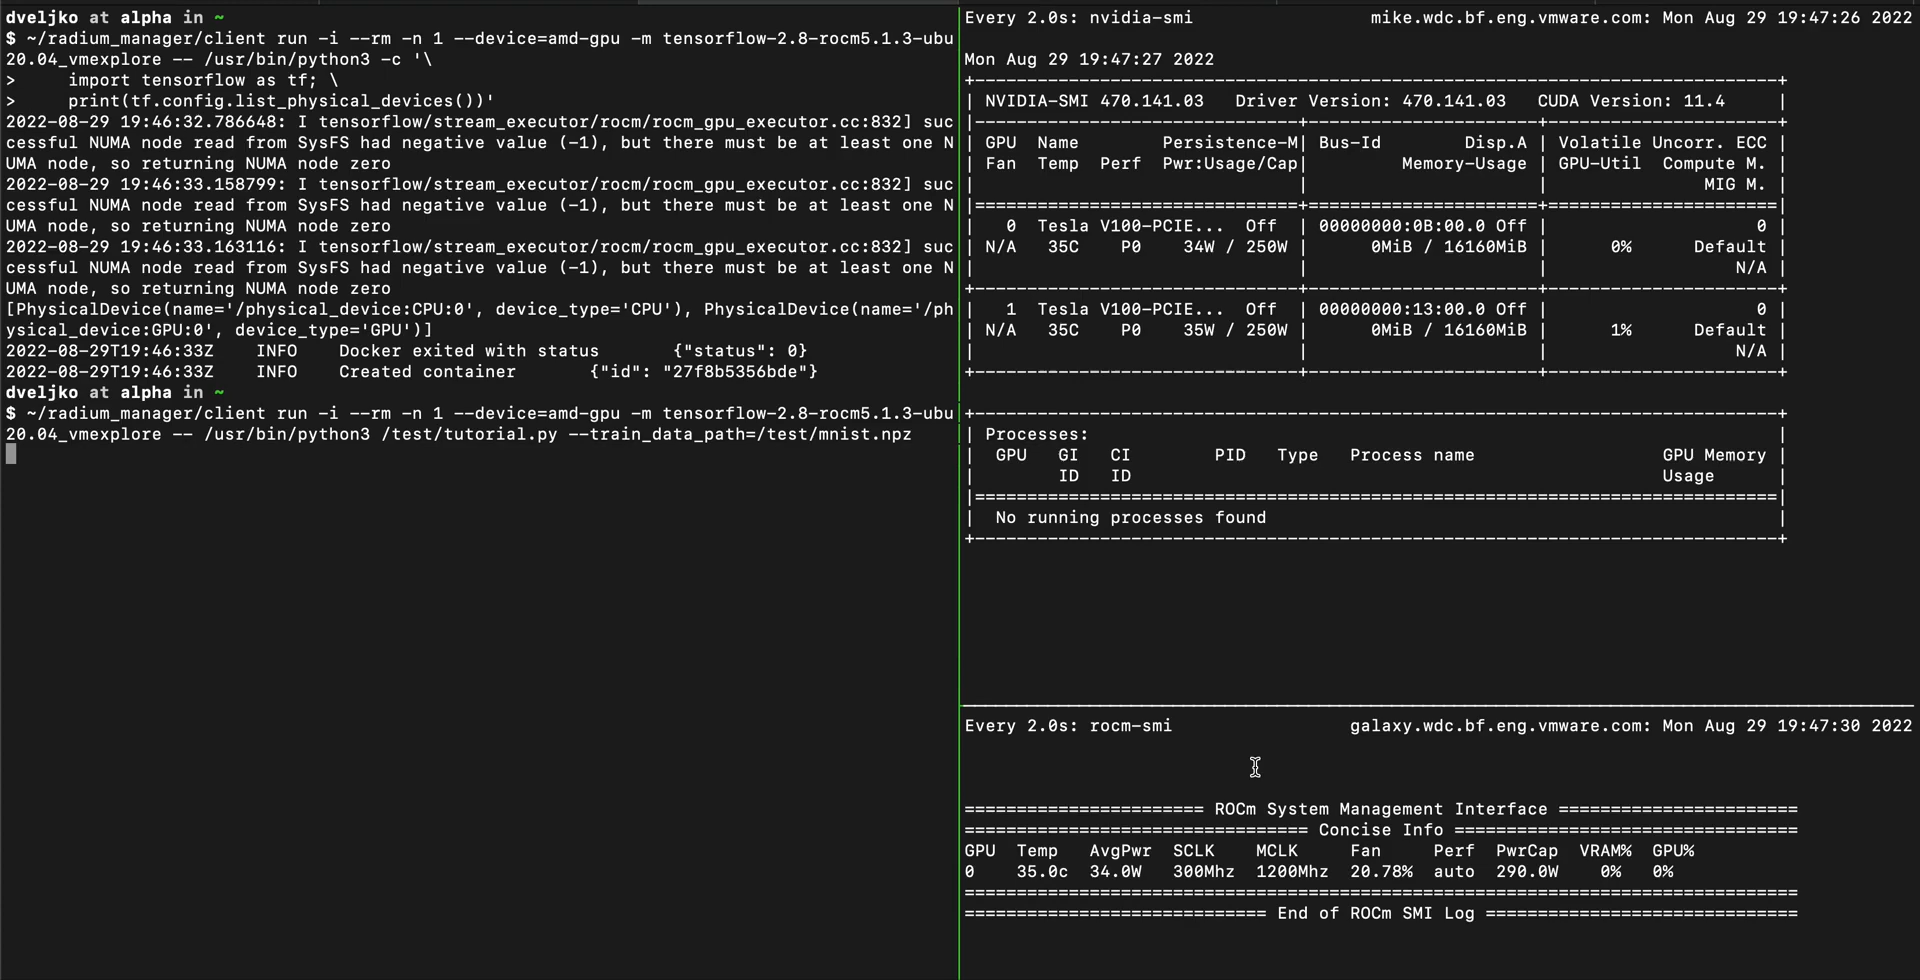 dveljko at alpha in ~
$ ~/radium_manager/client run -i --rm -n 1 --device=amd-gpu -m tensorflow-2.8-rocm5.1.3-ubu
20.04_vmexplore -- /usr/bin/python3 -c '\
>     import tensorflow as tf; \
>     print(tf.config.list_physical_devices())'
2022-08-29 19:46:32.786648: I tensorflow/stream_executor/rocm/rocm_gpu_executor.cc:832] suc
cessful NUMA node read from SysFS had negative value (-1), but there must be at least one N
UMA node, so returning NUMA node zero
2022-08-29 19:46:33.158799: I tensorflow/stream_executor/rocm/rocm_gpu_executor.cc:832] suc
cessful NUMA node read from SysFS had negative value (-1), but there must be at least one N
UMA node, so returning NUMA node zero
2022-08-29 19:46:33.163116: I tensorflow/stream_executor/rocm/rocm_gpu_executor.cc:832] suc
cessful NUMA node read from SysFS had negative value (-1), but there must be at least one N
UMA node, so returning NUMA node zero
[PhysicalDevice(name='/physical_device:CPU:0', device_type='CPU'), PhysicalDevice(name='/ph
ysical_device:GPU:0', device_type='GPU')]
2022-08-29T19:46:33Z    INFO    Docker exited with status       {"status": 0}
2022-08-29T19:46:33Z    INFO    Created container       {"id": "27f8b5356bde"}
dveljko at alpha in ~
$ ~/radium_manager/client run -i --rm -n 1 --device=amd-gpu -m tensorflow-2.8-rocm5.1.3-ubu
20.04_vmexplore -- /usr/bin/python3 /test/tutorial.py --train_data_path=/test/mnist.npz
Every 2.0s: nvidia-smi                 mike.wdc.bf.eng.vmware.com: Mon Aug 29 19:47:26 2022
Mon Aug 29 19:47:27 2022
+-----------------------------------------------------------------------------+
| NVIDIA-SMI 470.141.03   Driver Version: 470.141.03   CUDA Version: 11.4     |
|-------------------------------+----------------------+----------------------+
| GPU  Name        Persistence-M| Bus-Id        Disp.A | Volatile Uncorr. ECC |
| Fan  Temp  Perf  Pwr:Usage/Cap|         Memory-Usage | GPU-Util  Compute M. |
|                               |                      |               MIG M. |
|===============================+======================+======================|
|   0  Tesla V100-PCIE...  Off  | 00000000:0B:00.0 Off |                    0 |
| N/A   35C    P0    34W / 250W |      0MiB / 16160MiB |      0%      Default |
|                               |                      |                  N/A |
+-------------------------------+----------------------+----------------------+
|   1  Tesla V100-PCIE...  Off  | 00000000:13:00.0 Off |                    0 |
| N/A   35C    P0    35W / 250W |      0MiB / 16160MiB |      1%      Default |
|                               |                      |                  N/A |
+-------------------------------+----------------------+----------------------+
+-----------------------------------------------------------------------------+
| Processes:                                                                  |
|  GPU   GI   CI        PID   Type   Process name                  GPU Memory |
|        ID   ID                                                   Usage      |
|=============================================================================|
|  No running processes found                                                 |
+-----------------------------------------------------------------------------+
Every 2.0s: rocm-smi                 galaxy.wdc.bf.eng.vmware.com: Mon Aug 29 19:47:30 2022
======================= ROCm System Management Interface =======================
================================= Concise Info =================================
GPU  Temp   AvgPwr  SCLK    MCLK     Fan     Perf  PwrCap  VRAM%  GPU%
0    35.0c  34.0W   300Mhz  1200Mhz  20.78%  auto  290.0W    0%   0%
================================================================================
============================= End of ROCm SMI Log ==============================